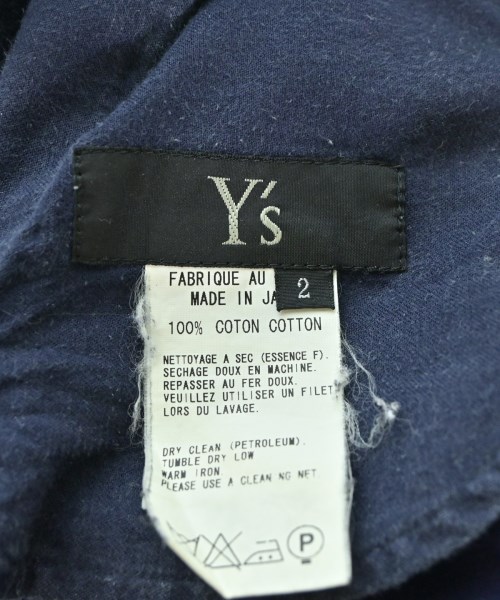 Y's
FABRIQUE AU
MADE IN JA
2
100% COTON COTTON
NETTOYAGE A SEC (ESSENCE F).
SECHAGE DOUX EN MACHINE.
REPASSER AU FER DOUX.
VEUILLEZ UTILISER UN FILET
LORS DU LAVAGE.
DRY CLEAN (PETROLEUM).
TUMBLE DRY LOW
WARM IRON.
PLEASE USE A CLEAN NG NET
P